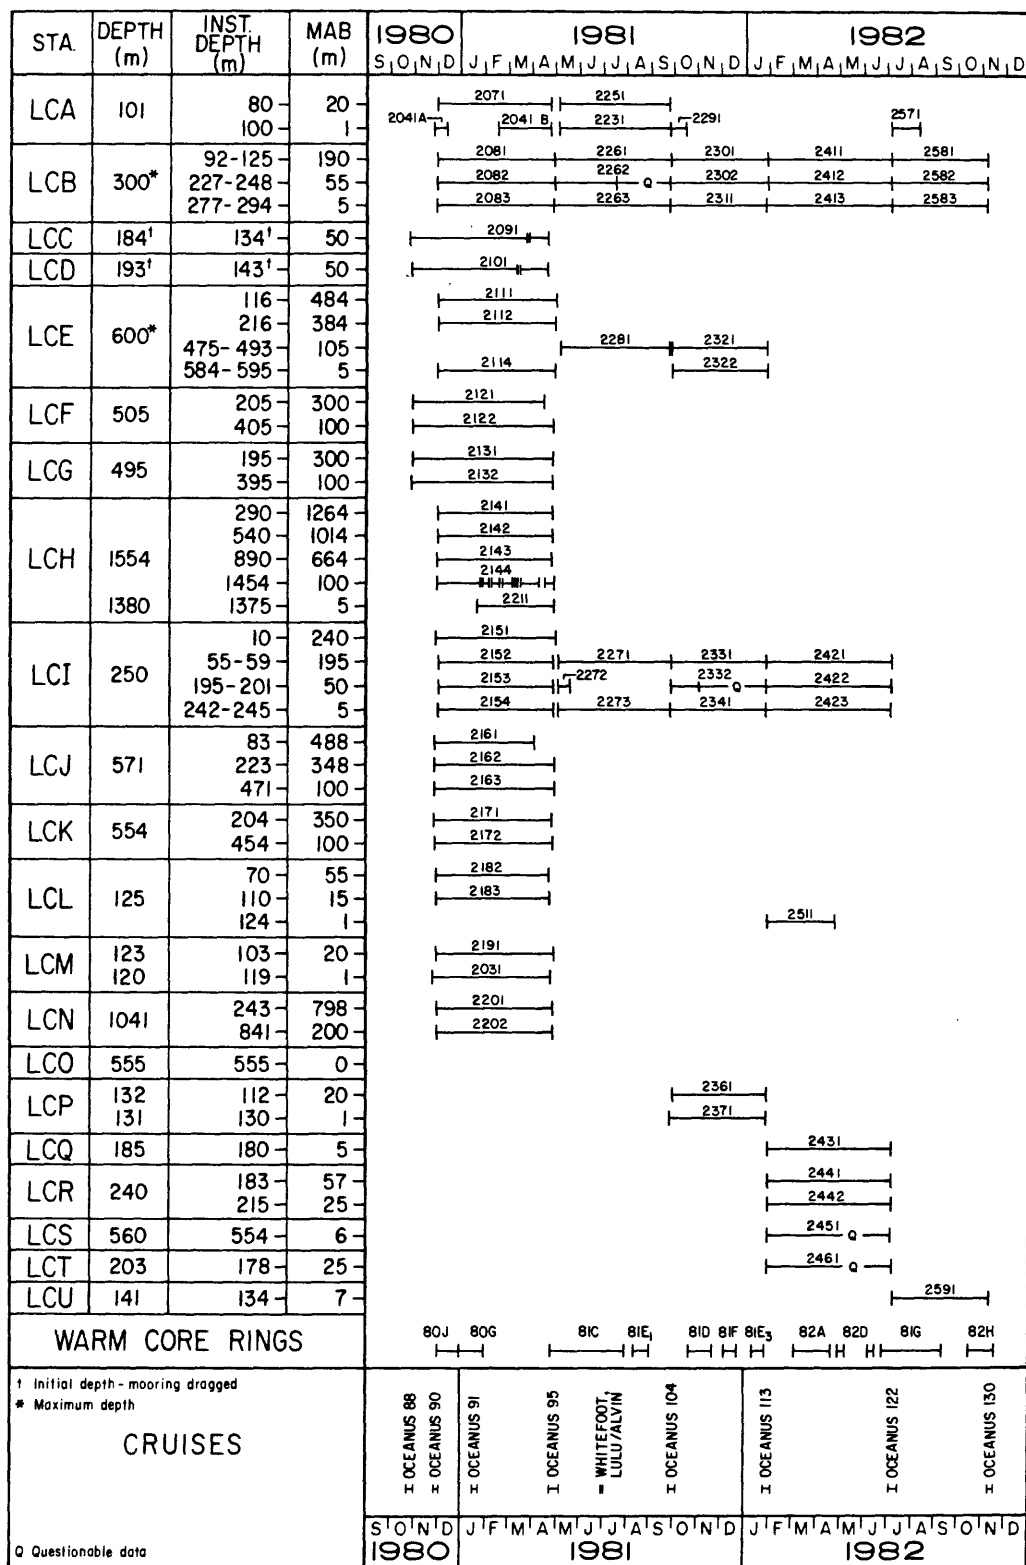 STA. DEPTH (m) INST. DEPTH (m) MAB (m) 1980 1981 1982
S O N D J F M A M J J A S O N D J F M A M J J A S O N D
LCA 101 80 20 2071 2251
100 1 2041A 2041 B 2231 2291 2571
LCB 300* 92-125 190 2081 2261 2301 2411 2581
227-248 55 2082 2262 Q 2302 2412 2582
277-294 5 2083 2263 2311 2413 2583
LCC 184† 134† 50 2091
LCD 193† 143† 50 2101
LCE 600* 116 484 2111
216 384 2112
475-493 105 2281 2321
584-595 5 2114 2322
LCF 505 205 300 2121
405 100 2122
LCG 495 195 300 2131
395 100 2132
LCH 1554 290 1264 2141
540 1014 2142
890 664 2143
1454 100 2144
1380 1375 5 2211
LCI 250 10 240 2151
55-59 195 2152 2271 2331 2421
195-201 50 2153 2272 2332 Q 2422
242-245 5 2154 2273 2341 2423
LCJ 571 83 488 2161
223 348 2162
471 100 2163
LCK 554 204 350 2171
454 100 2172
LCL 125 70 55 2182
110 15 2183
124 1 2511
LCM 123 103 20 2191
120 119 1 2031
LCN 1041 243 798 2201
841 200 2202
LCO 555 555 0
LCP 132 112 20 2361
131 130 1 2371
LCQ 185 180 5 2431
LCR 240 183 57 2441
215 25 2442
LCS 560 554 6 2451 Q
LCT 203 178 25 2461 Q
LCU 141 134 7 2591
WARM CORE RINGS 80J 80G 81C 81E1 81D 81F 81E3 82A 82D 81G 82H
† Initial depth - mooring dragged
* Maximum depth
CRUISES
OCEANUS 88
OCEANUS 90
OCEANUS 91
OCEANUS 95
WHITEFOOT,
LULU/ALVIN
OCEANUS 104
OCEANUS 113
OCEANUS 122
OCEANUS 130
Q Questionable data
S O N D J F M A M J J A S O N D J F M A M J J A S O N D
1980 1981 1982